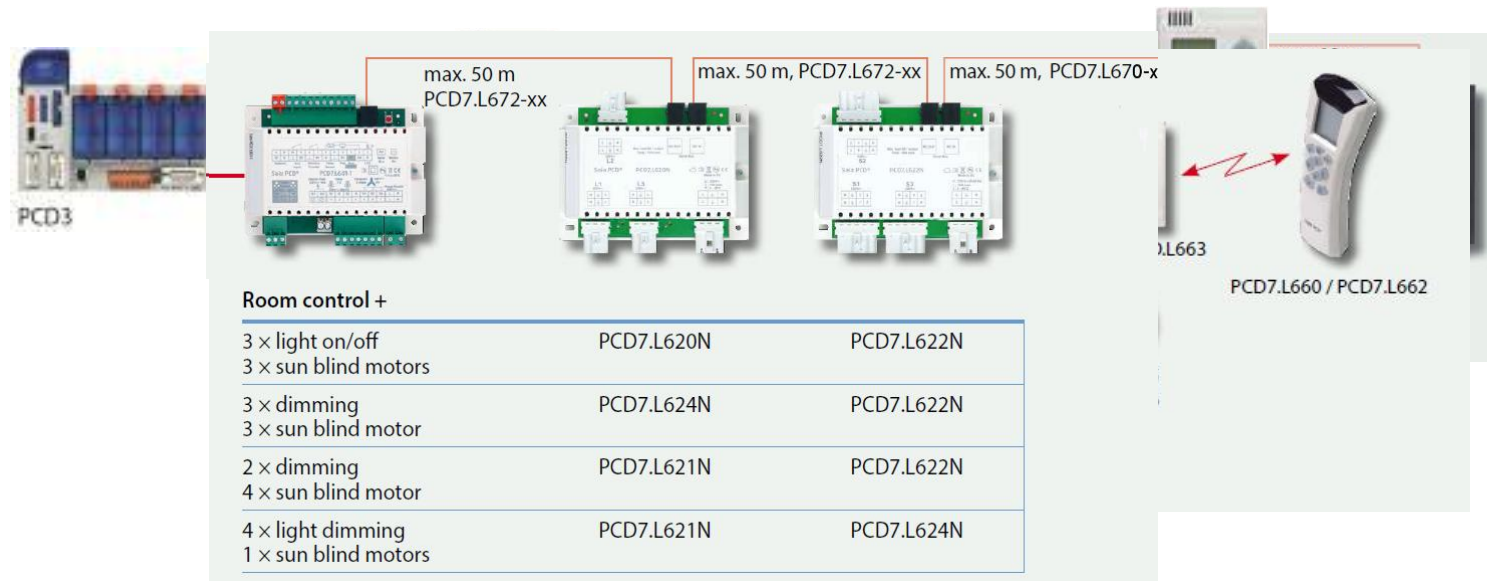 max. 50 m
PCD7.L672-xx
max. 50 m, PCD7.L672-xx
max. 50 m, PCD7.L670-x
PCD3
.L663
PCD7.L660 / PCD7.L662
Room control +
3 × light on/off PCD7.L620N PCD7.L622N
3 × sun blind motors
3 × dimming PCD7.L624N PCD7.L622N
3 × sun blind motor
2 × dimming PCD7.L621N PCD7.L622N
4 × sun blind motor
4 × light dimming PCD7.L621N PCD7.L624N
1 × sun blind motors